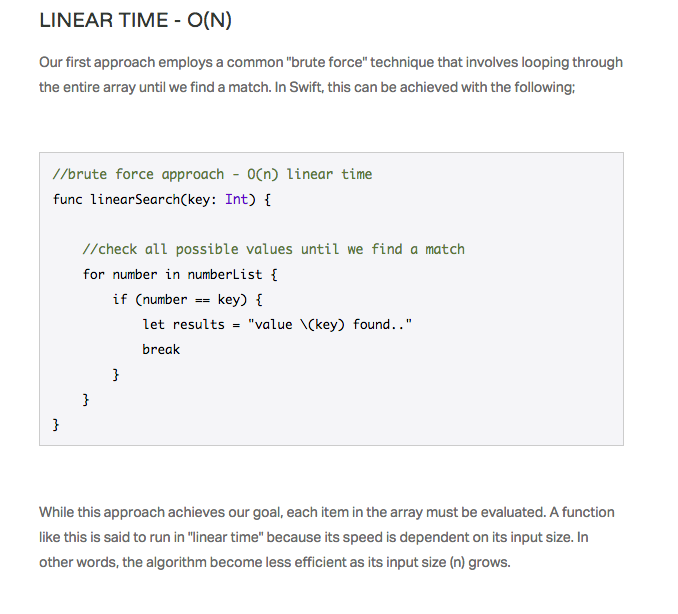 LINEAR TIME - O(N)
Our first approach employs a common "brute force" technique that involves looping through
the entire array until we find a match. In Swift, this can be achieved with the following;
//brute force approach - O(n) linear time
func linearSearch(key: Int) {
//check all possible values until we find a match
for number in numberList {
if (number == key) {
let results = "value \(key) found.."
break
}
}
}
While this approach achieves our goal, each item in the array must be evaluated. A function
like this is said to run in "linear time" because its speed is dependent on its input size. In
other words, the algorithm become less efficient as its input size (n) grows.